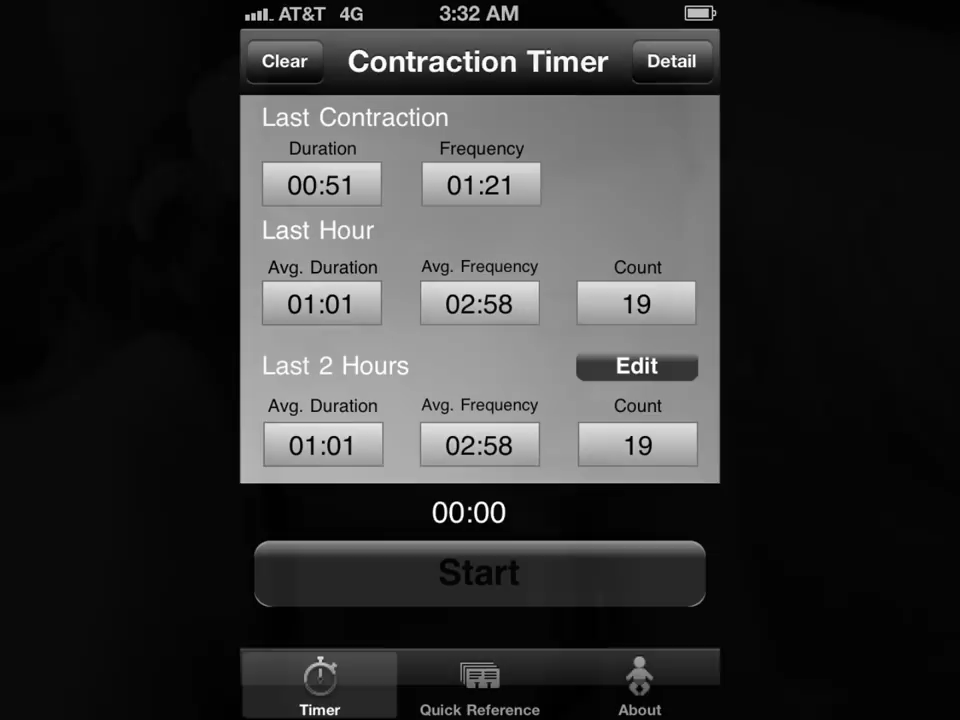 AT&T 4G 3:32 AM
Clear Contraction Timer Detail
Last Contraction
Duration Frequency
00:51 01:21
Last Hour
Avg. Duration Avg. Frequency Count
01:01 02:58 19
Last 2 Hours Edit
Avg. Duration Avg. Frequency Count
01:01 02:58 19
00:00
Start
Timer Quick Reference About